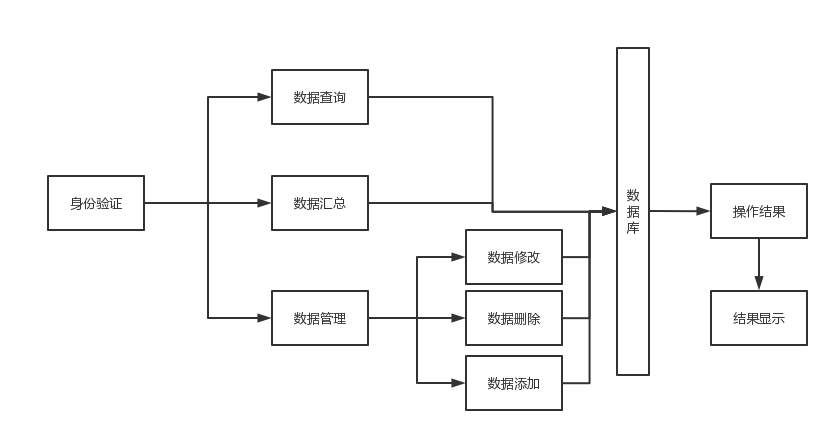 身份验证
数据查询
数据汇总
数据管理
数据修改
数据删除
数据添加
数
据
库
操作结果
结果显示